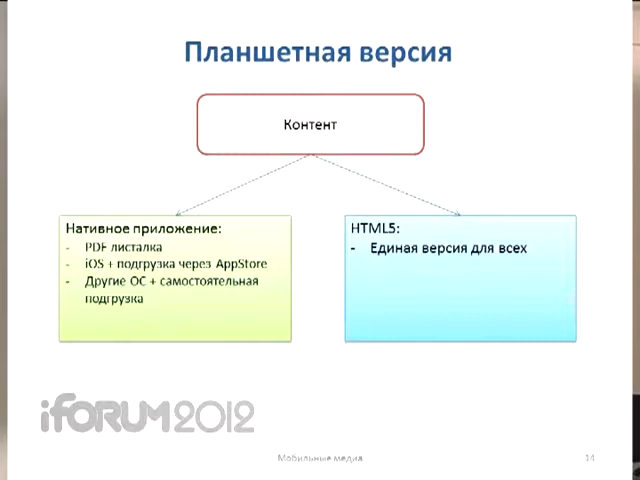 Планшетная версия
Контент
Нативное приложение:
- PDF листалка
- iOS + подгрузка через AppStore
- Другие ОС + самостоятельная
подгрузка
HTML5:
- Единая версия для всех
iFORUM2012
Мобильные медиа
14